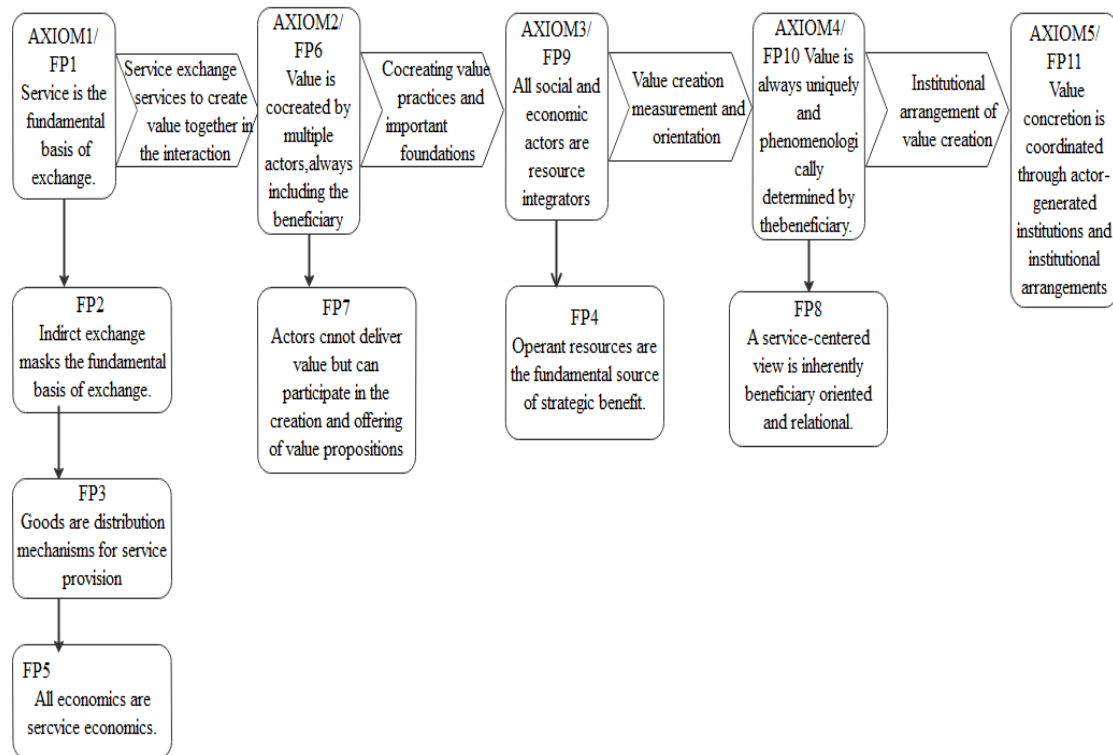 AXIOM1/
FP1
Service is the
fundamental
basis of
exchange.
Service exchange
services to create
value together in
the interaction
AXIOM2/
FP6
Value is
cocreated by
multiple
actors,always
including the
beneficiary
Cocreating value
practices and
important
foundations
AXIOM3/
FP9
All social and
economic
actors are
resource
integrators
Value creation
measurement and
orientation
AXIOM4/
FP10 Value is
always uniquely
and
phenomenologi
cally
determined by
thebeneficiary.
Institutional
arrangement of
value creation
AXIOM5/
FP11
Value
concretion is
coordinated
through actor-
generated
institutions and
institutional
arrangements
FP2
Indirct exchange
masks the fundamental
basis of exchange.
FP7
Actors cnnot deliver
value but can
participate in the
creation and offering
of value propositions
FP4
Operant resources are
the fundamental source
of strategic benefit.
FP8
A service-centered
view is inherently
beneficiary oriented
and relational.
FP3
Goods are distribution
mechanisms for service
provision
FP5
All economics are
sercvice economics.